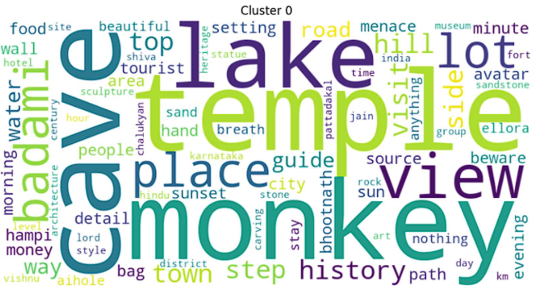 Cluster 0
food site beautiful top setting road menace museum minute
wall hotel shiva tourist heritage statue lake time india hill lot fort
area sculpture temple visit anything side avatar sandstone
water badami century hour cave chalukyan sand hand breath pattadakal jain group ellora
people karnataka place guide source view beware
morning architecture hindu sunset city stone rock sun
detail monkey carving stay bhootnath art nothing evening
hampi lord style money
level way bag town district step history path day km
vishnu aihole